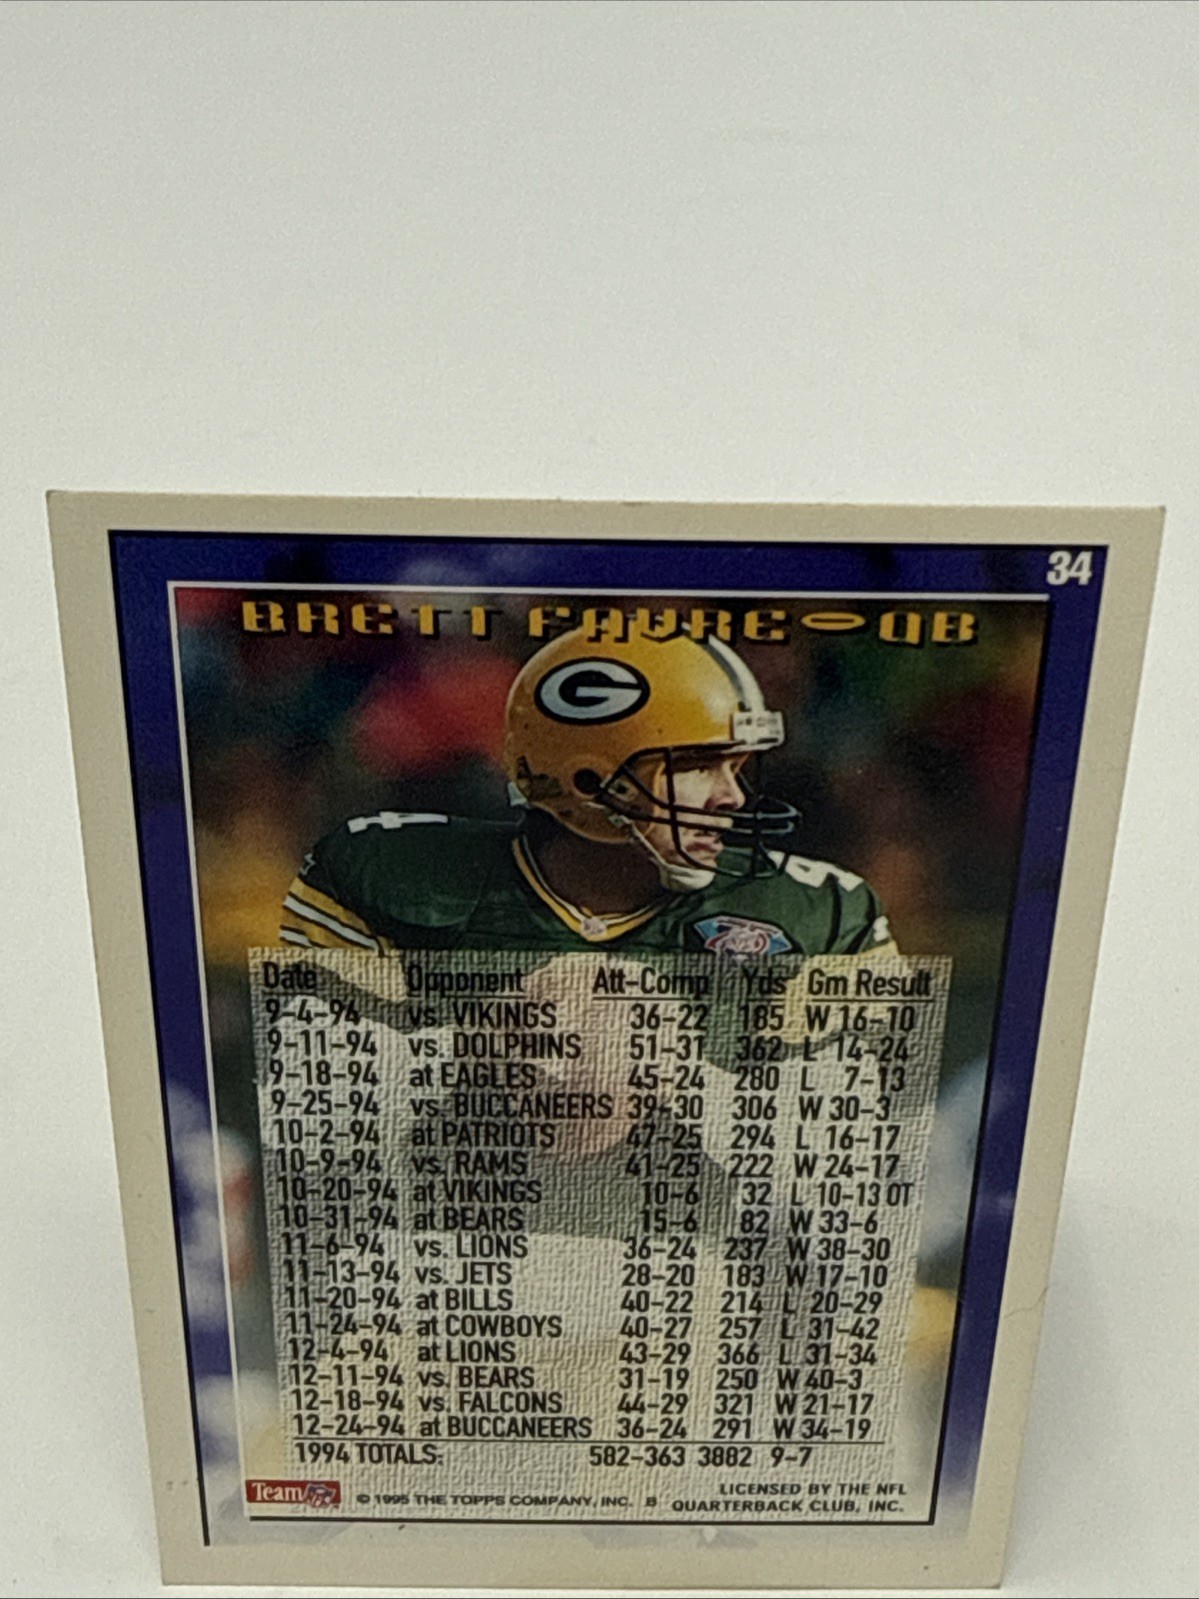 34
BRETT FAVRE - QB
G
4
4
Date Opponent Att-Comp Yds Gm Result
9-4-94 vs. VIKINGS 36-22 185 W 16-10
9-11-94 vs. DOLPHINS 51-31 362 L 14-24
9-18-94 at EAGLES 45-24 280 L 7-13
9-25-94 vs. BUCCANEERS 39-30 306 W 30-3
10-2-94 at PATRIOTS 47-25 294 L 16-17
10-9-94 vs. RAMS 41-25 222 W 24-17
10-20-94 at VIKINGS 10-6 32 L 10-13 OT
10-31-94 at BEARS 15-6 82 W 33-6
11-6-94 vs. LIONS 36-24 237 W 38-30
11-13-94 vs. JETS 28-20 183 W 17-10
11-20-94 at BILLS 40-22 214 L 20-29
11-24-94 at COWBOYS 40-27 257 L 31-42
12-4-94 at LIONS 43-29 366 L 31-34
12-11-94 vs. BEARS 31-19 250 W 40-3
12-18-94 vs. FALCONS 44-29 321 W 21-17
12-24-94 at BUCCANEERS 36-24 291 W 34-19
1994 TOTALS: 582-363 3882 9-7
Team NFL © 1995 THE TOPPS COMPANY, INC. B
LICENSED BY THE NFL
QUARTERBACK CLUB, INC.